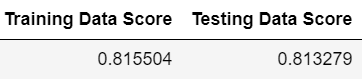 Training Data Score Testing Data Score
0.815504 0.813279